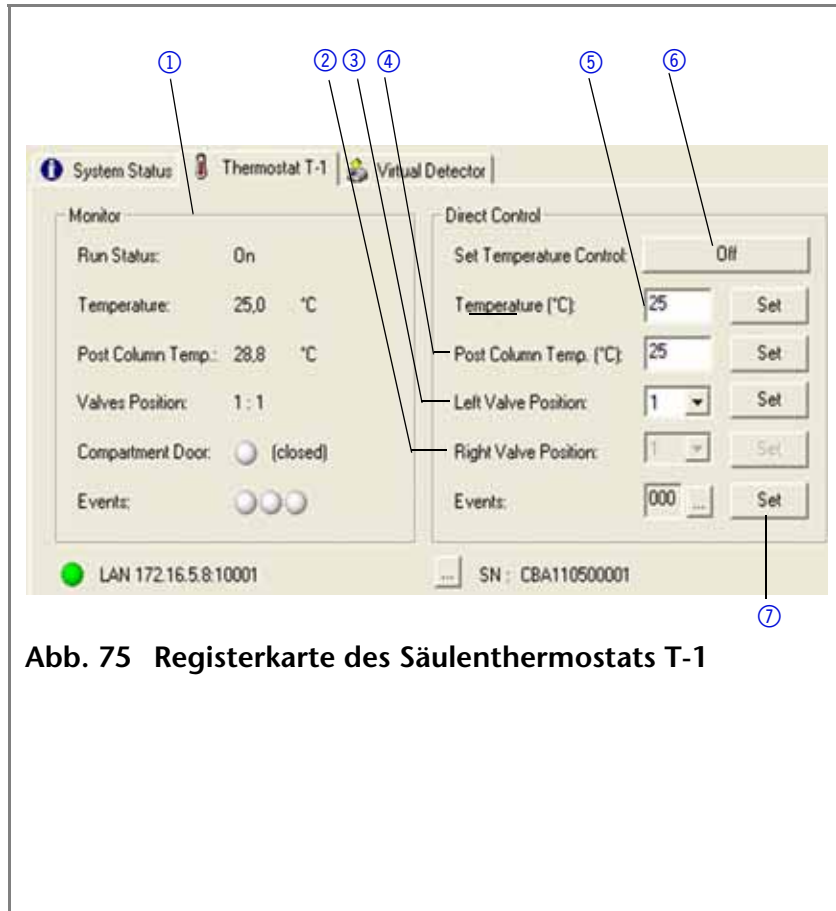 ① ② ③ ④ ⑤ ⑥
System Status Thermostat T-1 Virtual Detector
Monitor
Run Status: On
Temperature: 25,0 °C
Post Column Temp.: 28,8 °C
Valves Position: 1 : 1
Compartment Door: (closed)
Events:
LAN 172.16.5.8:10001
Direct Control
Set Temperature Control: Off
Temperature (°C): 25 Set
Post Column Temp. (°C): 25 Set
Left Valve Position: 1 Set
Right Valve Position: 1 Set
Events: 000 ... Set
... SN : CBA110500001
⑦
Abb. 75 Registerkarte des Säulenthermostats T-1